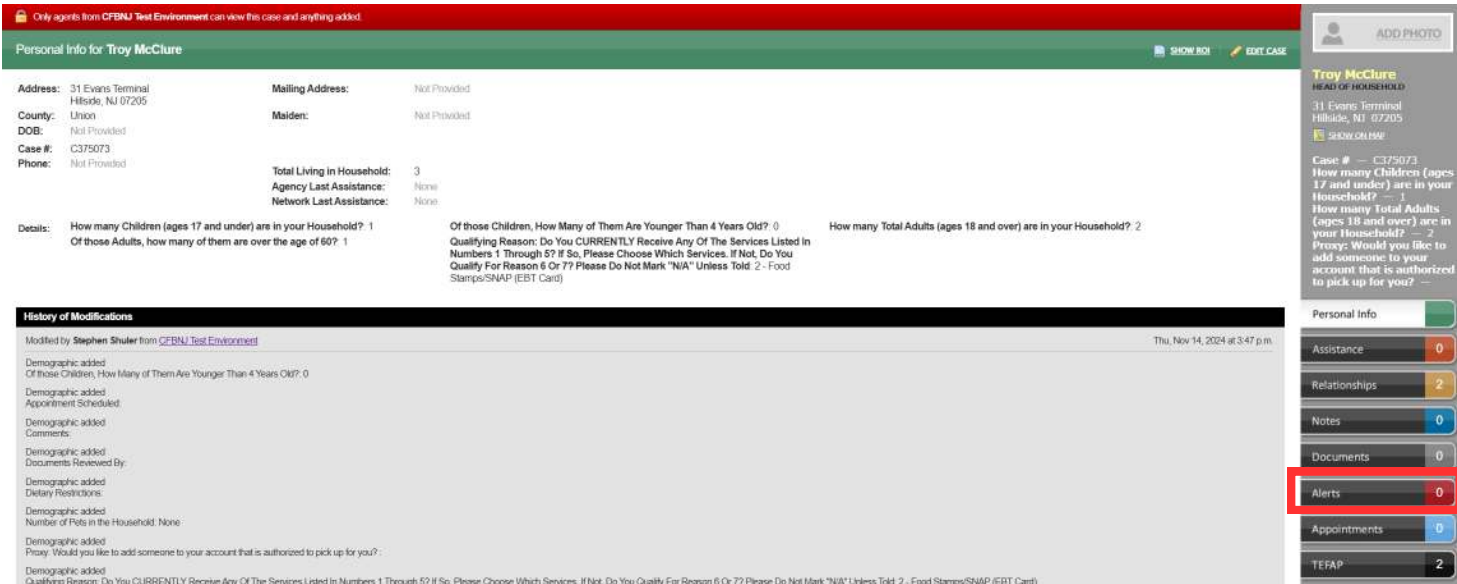 Only agents from CFBNJ Test Environment can view this case and anything added.
Personal Info for Troy McClure
SHOW ROI
EDIT CASE
Address: 31 Evans Terminal
Hillside, NJ 07205
Mailing Address: Not Provided
County: Union
Maiden: Not Provided
DOB: Not Provided
Case #: C375073
Phone: Not Provided
Total Living in Household: 3
Agency Last Assistance: None
Network Last Assistance: None
Details:
How many Children (ages 17 and under) are in your Household? 1
Of those Adults, how many of them are over the age of 60? 1
Of those Children, How Many of Them Are Younger Than 4 Years Old?: 0
Qualifying Reason: Do You CURRENTLY Receive Any Of The Services Listed In
Numbers 1 Through 5? If So, Please Choose Which Services. If Not, Do You
Qualify For Reason 6 Or 7? Please Do Not Mark "N/A" Unless Told: 2 - Food
Stamps/SNAP (EBT Card)
How many Total Adults (ages 18 and over) are in your Household?: 2
History of Modifications
Modified by Stephen Shuler from CFBNJ Test Environment
Thu, Nov 14, 2024 at 3:47 p.m.
Demographic added
Of those Children, How Many of Them Are Younger Than 4 Years Old?: 0
Demographic added
Appointment Scheduled:
Demographic added
Comments:
Demographic added
Documents Reviewed By:
Demographic added
Dietary Restrictions:
Demographic added
Number of Pets in the Household: None
Demographic added
Proxy: Would you like to add someone to your account that is authorized to pick up for you? :
Demographic added
Qualifying Reason: Do You CURRENTLY Receive Any Of The Services Listed In Numbers 1 Through 5? If So, Please Choose Which Services. If Not, Do You Qualify For Reason 6 Or 7? Please Do Not Mark "N/A" Unless Told: 2 - Food Stamps/SNAP (EBT Card)
ADD PHOTO
Troy McClure
HEAD OF HOUSEHOLD
31 Evans Terminal
Hillside, NJ 07205
SHOW ON MAP
Case # — C375073
How many Children (ages
17 and under) are in your
Household? — 1
How many Total Adults
(ages 18 and over) are in
your Household? — 2
Proxy: Would you like to
add someone to your
account that is authorized
to pick up for you? —
Personal Info
Assistance 0
Relationships 2
Notes 0
Documents 0
Alerts 0
Appointments 0
TEFAP 2